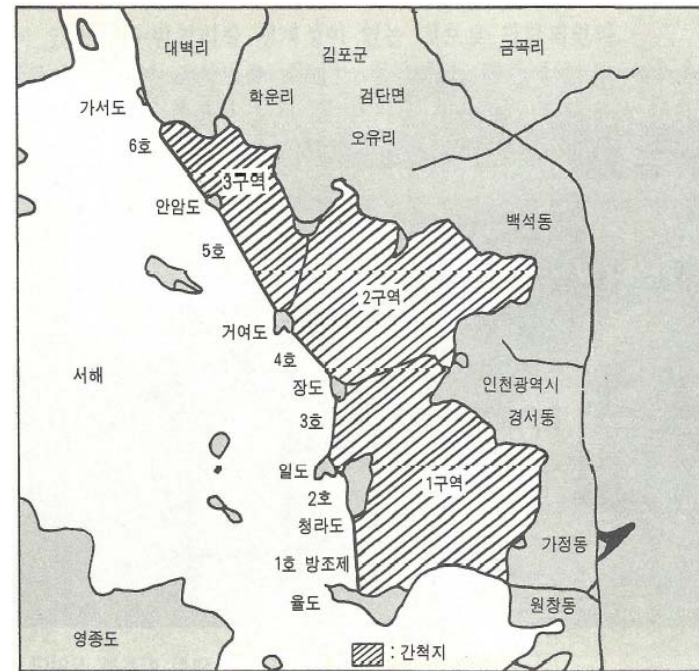 대벽리
김포군
금곡리
가서도
학운리
검단면
6호
오유리
3구역
안암도
백석동
5호
2구역
거여도
4호
서해
장도
인천광역시
3호
경서동
일도
1구역
2호
청라도
가정동
1호 방조제
율도
원창동
영종도
: 간척지